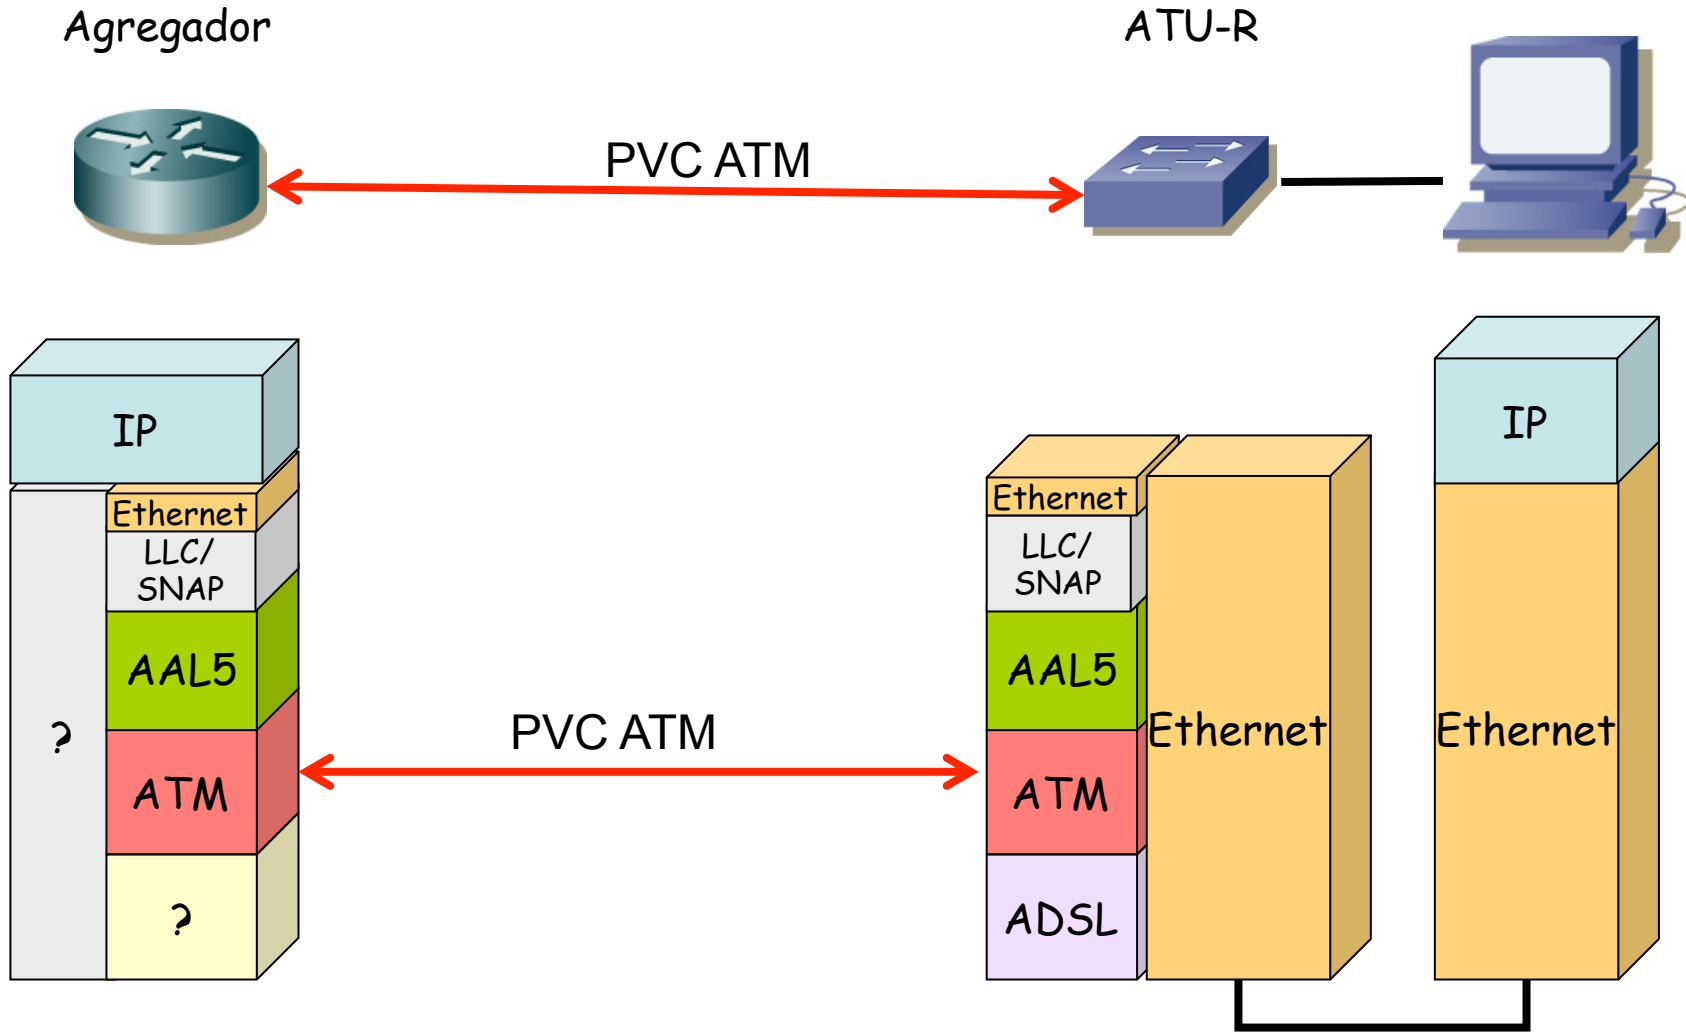 Agregador
ATU-R
PVC ATM
IP
IP
Ethernet
LLC/
SNAP
AAL5
ATM
?
?
PVC ATM
Ethernet
LLC/
SNAP
AAL5
ATM
ADSL
Ethernet
Ethernet